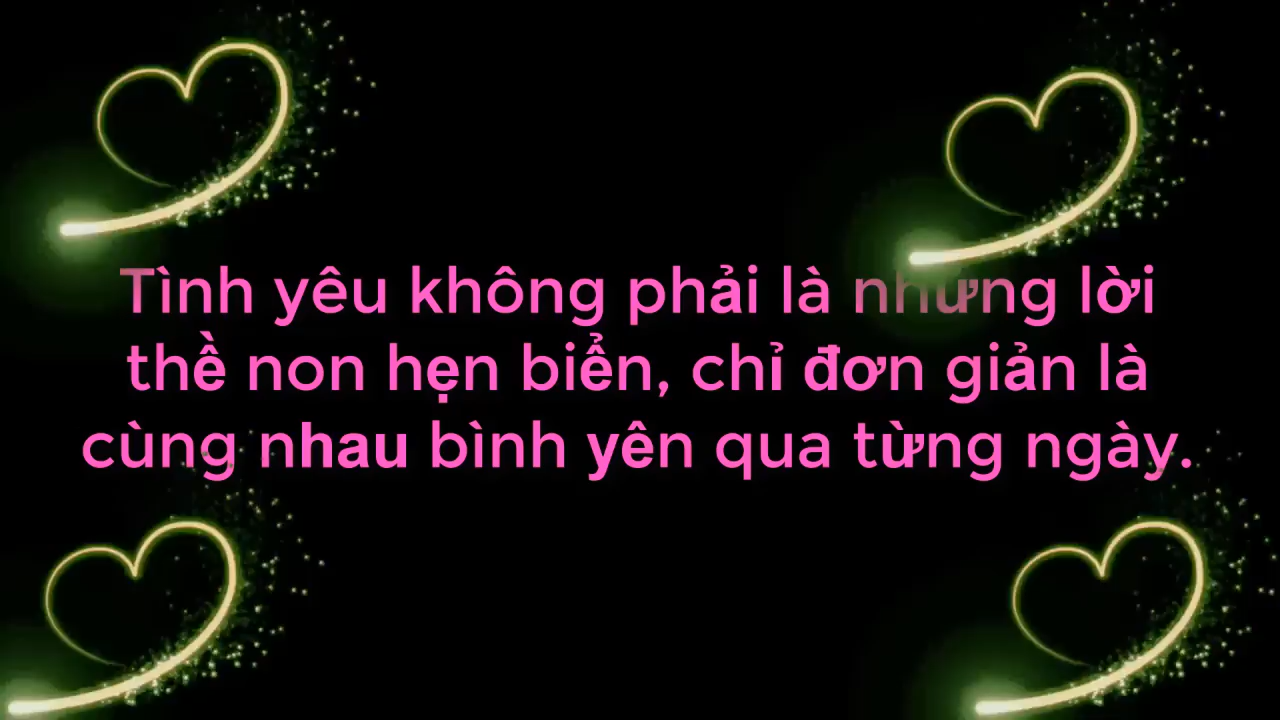 Tình yêu không phải là những lời
thề non hẹn biển, chỉ đơn giản là
cùng nhau bình yên qua từng ngày.